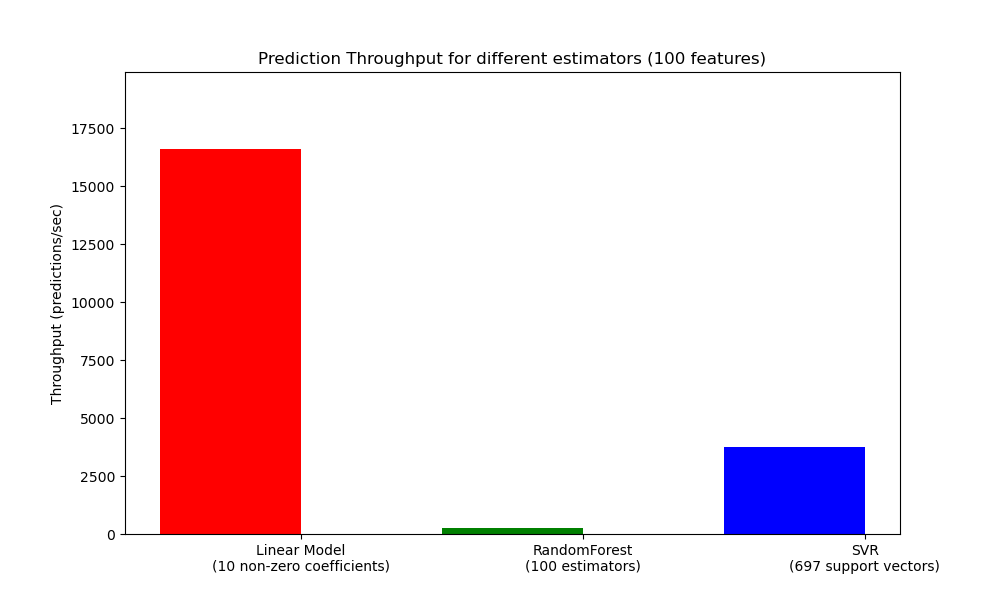 Prediction Throughput for different estimators (100 features)
Throughput (predictions/sec)
17500
15000
12500
10000
7500
5000
2500
0
Linear Model
(10 non-zero coefficients)
RandomForest
(100 estimators)
SVR
(697 support vectors)